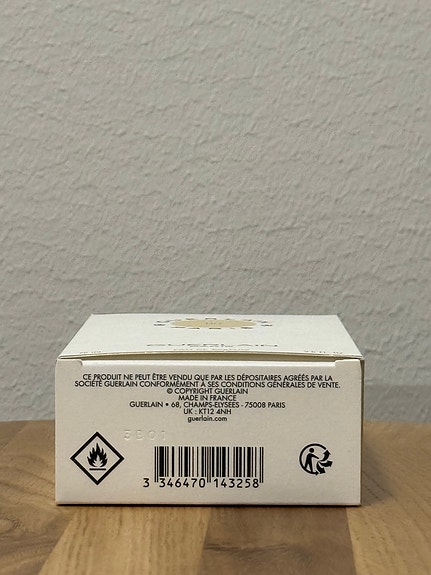 GUERLAIN
CE PRODUIT NE PEUT ÊTRE VENDU QUE PAR LES DÉPOSITAIRES AGRÉÉS PAR LA
SOCIÉTÉ GUERLAIN CONFORMÉMENT À SES CONDITIONS GÉNÉRALES DE VENTE.
© COPYRIGHT GUERLAIN
MADE IN FRANCE
GUERLAIN • 68, CHAMPS-ELYSEES - 75008 PARIS
UK : KT12 4NH
guerlain.com
3 346470 143258